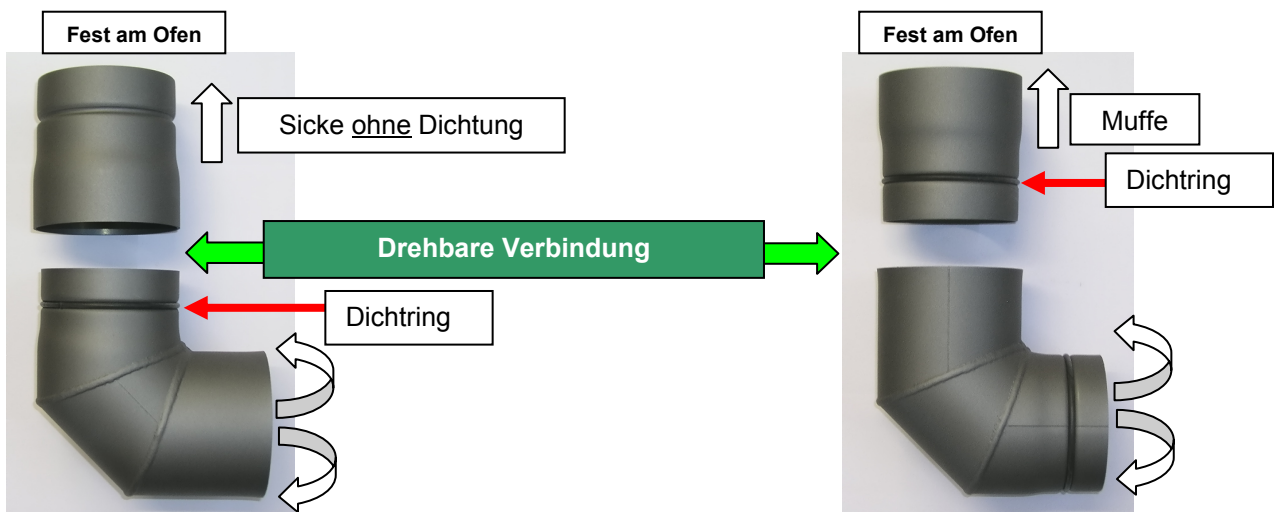 Fest am Ofen
Fest am Ofen
Sicke ohne Dichtung
Muffe
Dichtring
Drehbare Verbindung
Dichtring